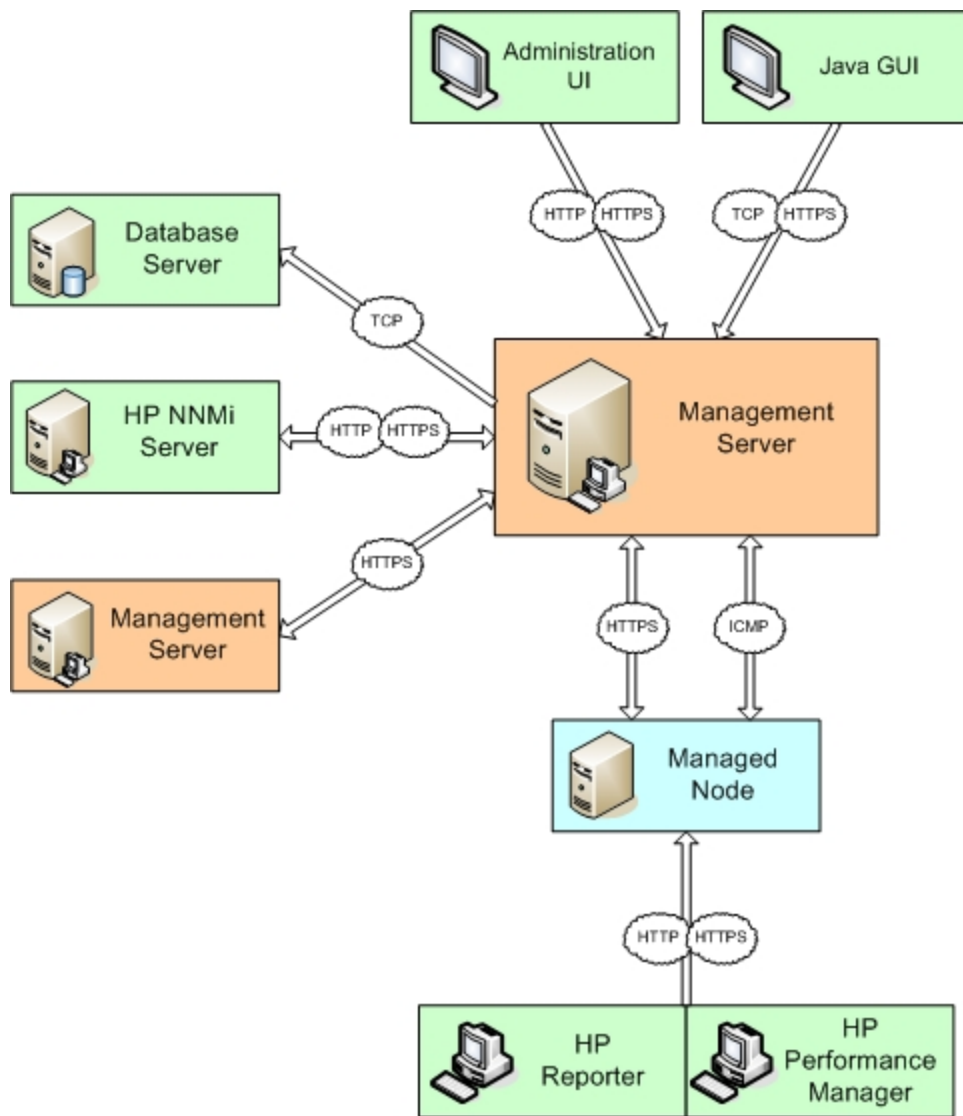 Administration
UI
Java GUI
HTTP HTTPS
TCP HTTPS
Database
Server
TCP
HP NNMi
Server
HTTP HTTPS
Management
Server
HTTPS
Management
Server
HTTPS
ICMP
Managed
Node
HTTP HTTPS
HP
Reporter
HP
Performance
Manager